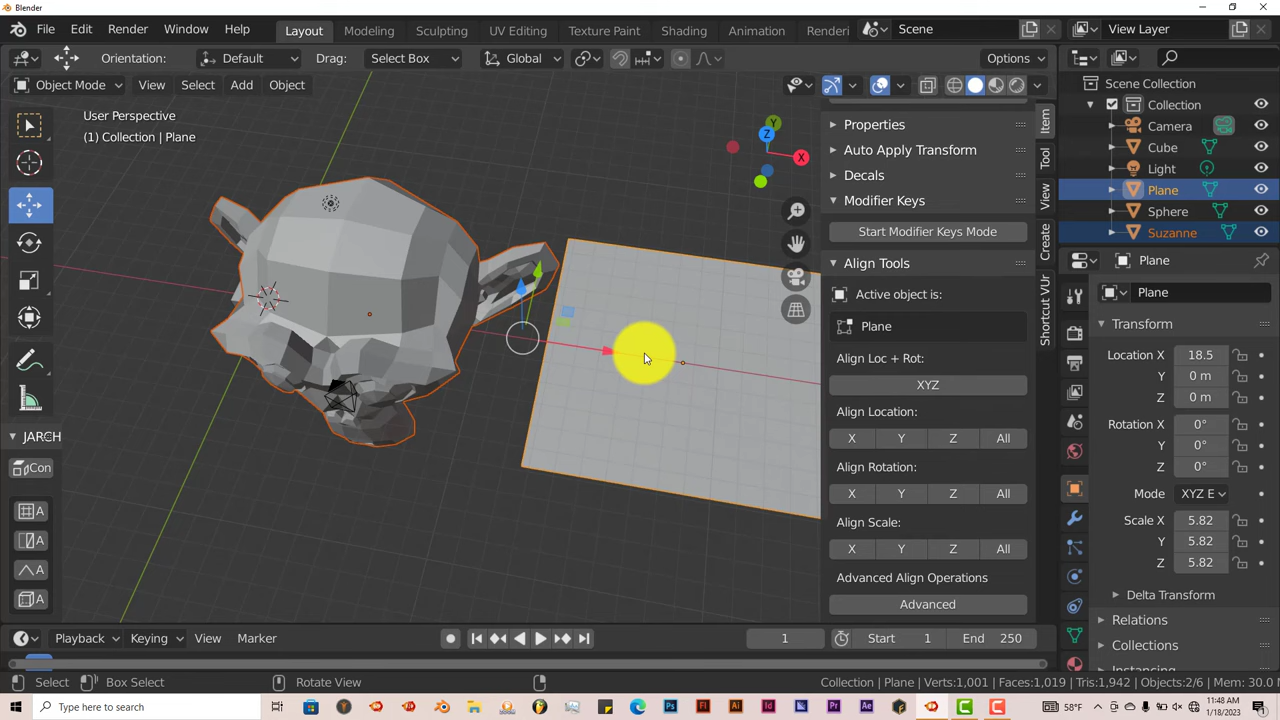 Blender
File Edit Render Window Help Layout Modeling Sculpting UV Editing Texture Paint Shading Animation Renderi Scene View Layer
Orientation: Default Drag: Select Box Global Options
Object Mode View Select Add Object
User Perspective
(1) Collection | Plane
Z
Y
X
JARCH
Con
A
A
A
A
Properties
Auto Apply Transform
Decals
Modifier Keys
Start Modifier Keys Mode
Align Tools
Active object is:
Plane
Align Loc + Rot:
XYZ
Align Location:
X Y Z All
Align Rotation:
X Y Z All
Align Scale:
X Y Z All
Advanced Align Operations
Advanced
Item
Tool
View
Create
Shortcut VUr
Scene Collection
Collection
Camera
Cube
Light
Plane
Sphere
Suzanne
Plane
Plane
Transform
Location X 18.5
Y 0 m
Z 0 m
Rotation X 0°
Y 0°
Z 0°
Mode XYZ E
Scale X 5.82
Y 5.82
Z 5.82
Delta Transform
Relations
Collections
Instancing
Playback Keying View Marker 1 Start 1 End 250
Select Box Select Rotate View Collection | Plane | Verts:1,001 | Faces:1,019 | Tris:1,942 | Objects:2/6 | Mem: 30.0 M
Type here to search 58°F 11:48 AM
1/18/2023